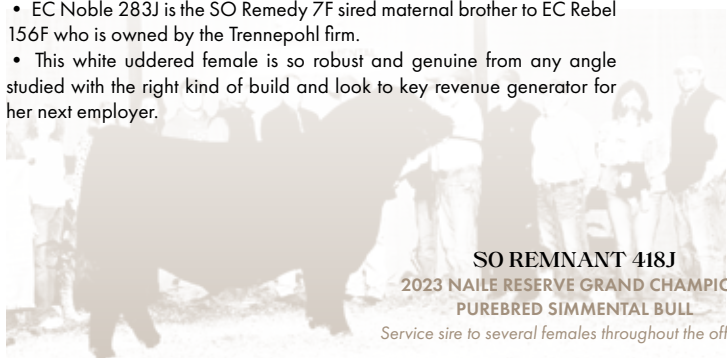 • EC Noble 283J is the SO Remedy 7F sired maternal brother to EC Rebel
156F who is owned by the Trennepohl firm.
• This white uddered female is so robust and genuine from any angle
studied with the right kind of build and look to key revenue generator for
her next employer.
SO REMNANT 418J
2023 NAILE RESERVE GRAND CHAMPIO
PUREBRED SIMMENTAL BULL
Service sire to several females throughout the off